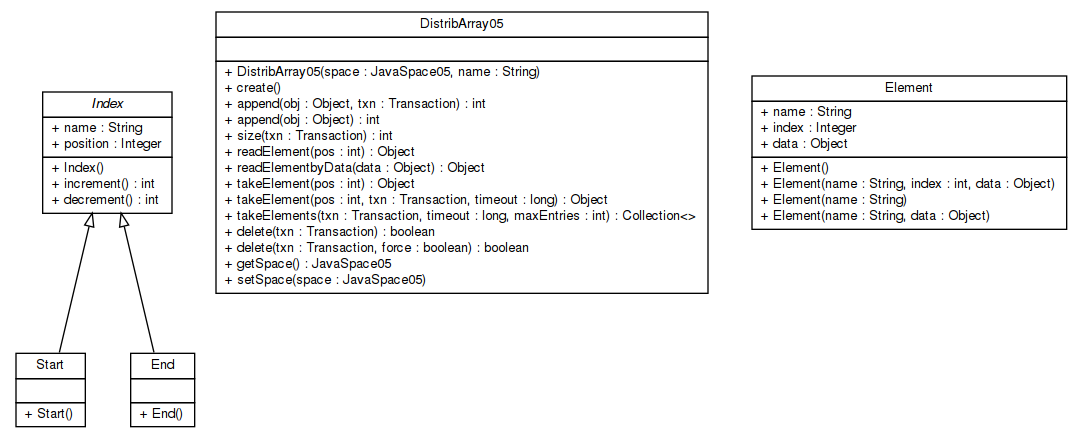 Index
+ name : String
+ position : Integer
+ Index()
+ increment() : int
+ decrement() : int
Start
+ Start()
End
+ End()
DistribArray05
+ DistribArray05(space : JavaSpace05, name : String)
+ create()
+ append(obj : Object, txn : Transaction) : int
+ append(obj : Object) : int
+ size(txn : Transaction) : int
+ readElement(pos : int) : Object
+ readElementbyData(data : Object) : Object
+ takeElement(pos : int) : Object
+ takeElement(pos : int, txn : Transaction, timeout : long) : Object
+ takeElements(txn : Transaction, timeout : long, maxEntries : int) : Collection<>
+ delete(txn : Transaction) : boolean
+ delete(txn : Transaction, force : boolean) : boolean
+ getSpace() : JavaSpace05
+ setSpace(space : JavaSpace05)
Element
+ name : String
+ index : Integer
+ data : Object
+ Element()
+ Element(name : String, index : int, data : Object)
+ Element(name : String)
+ Element(name : String, data : Object)